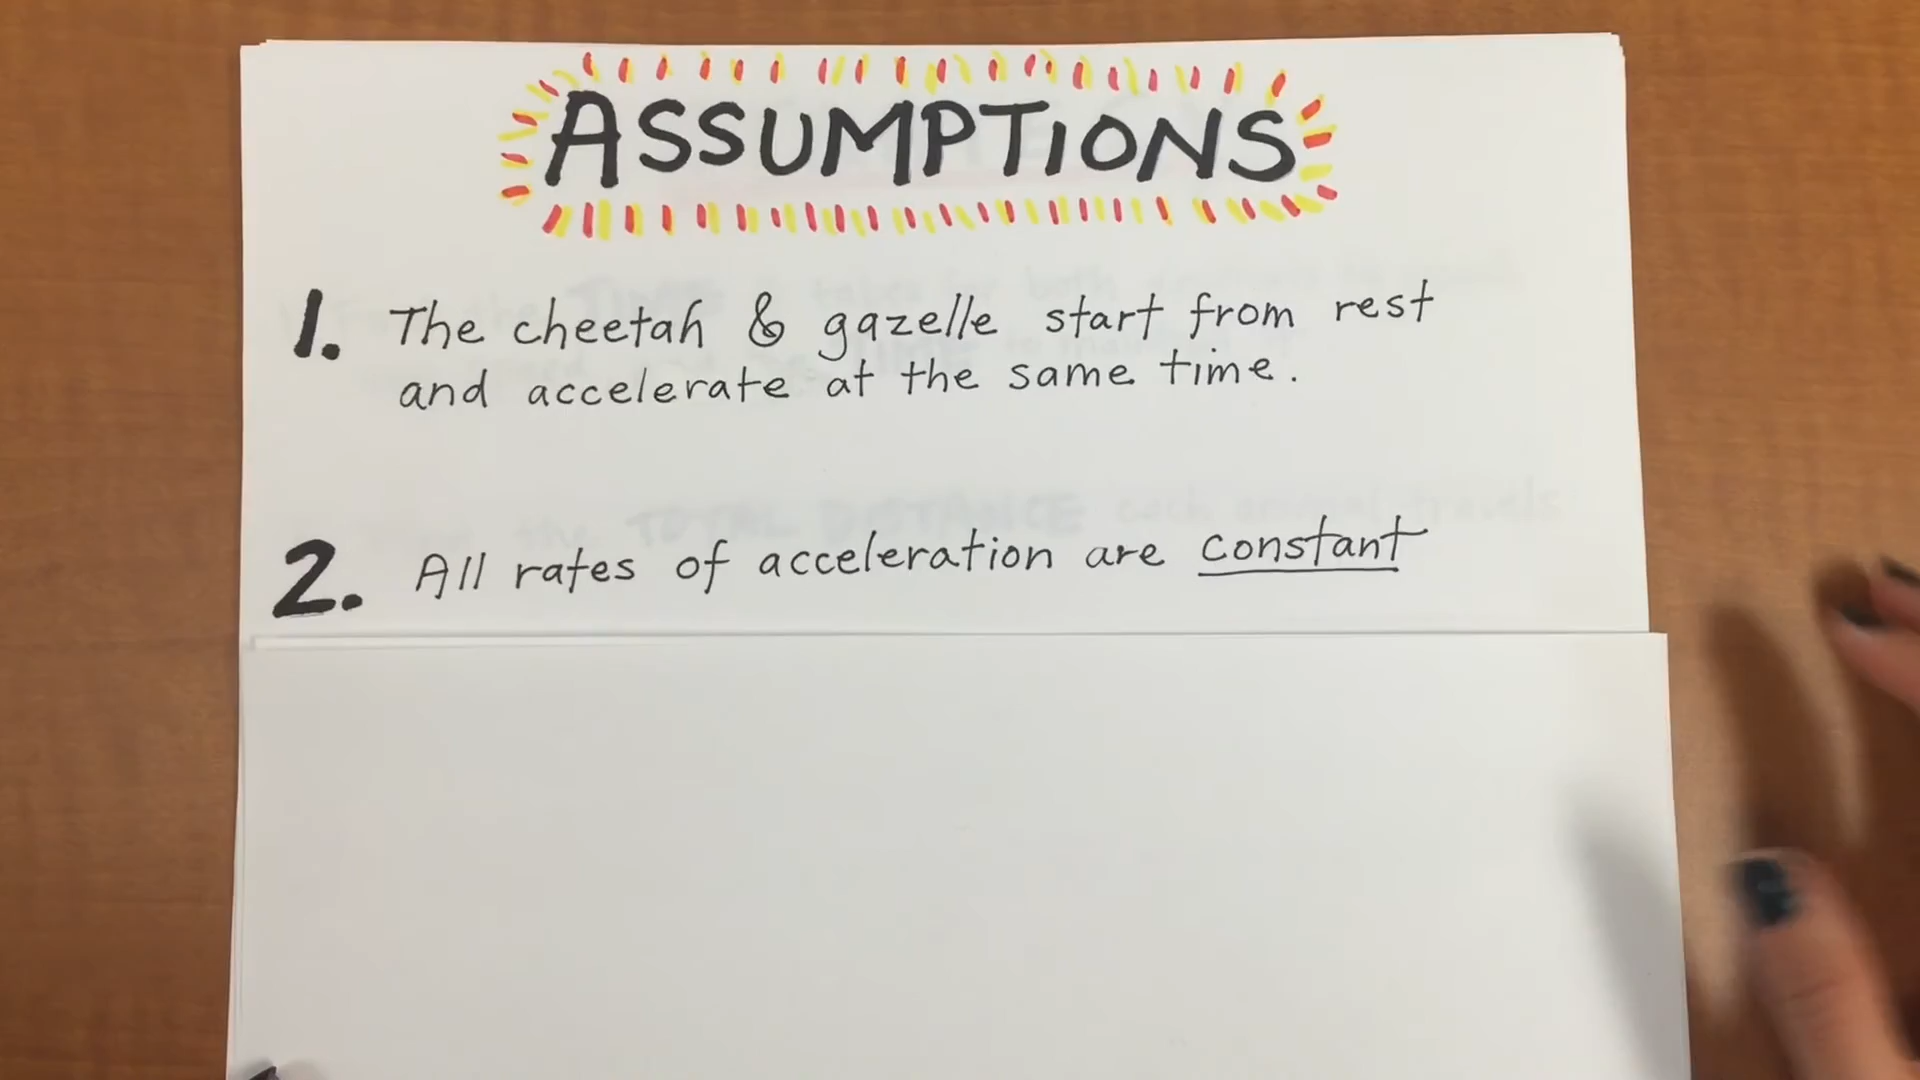 ASSUMPTIONS
1. The cheetah & gazelle start from rest
and accelerate at the same time.
2. All rates of acceleration are constant